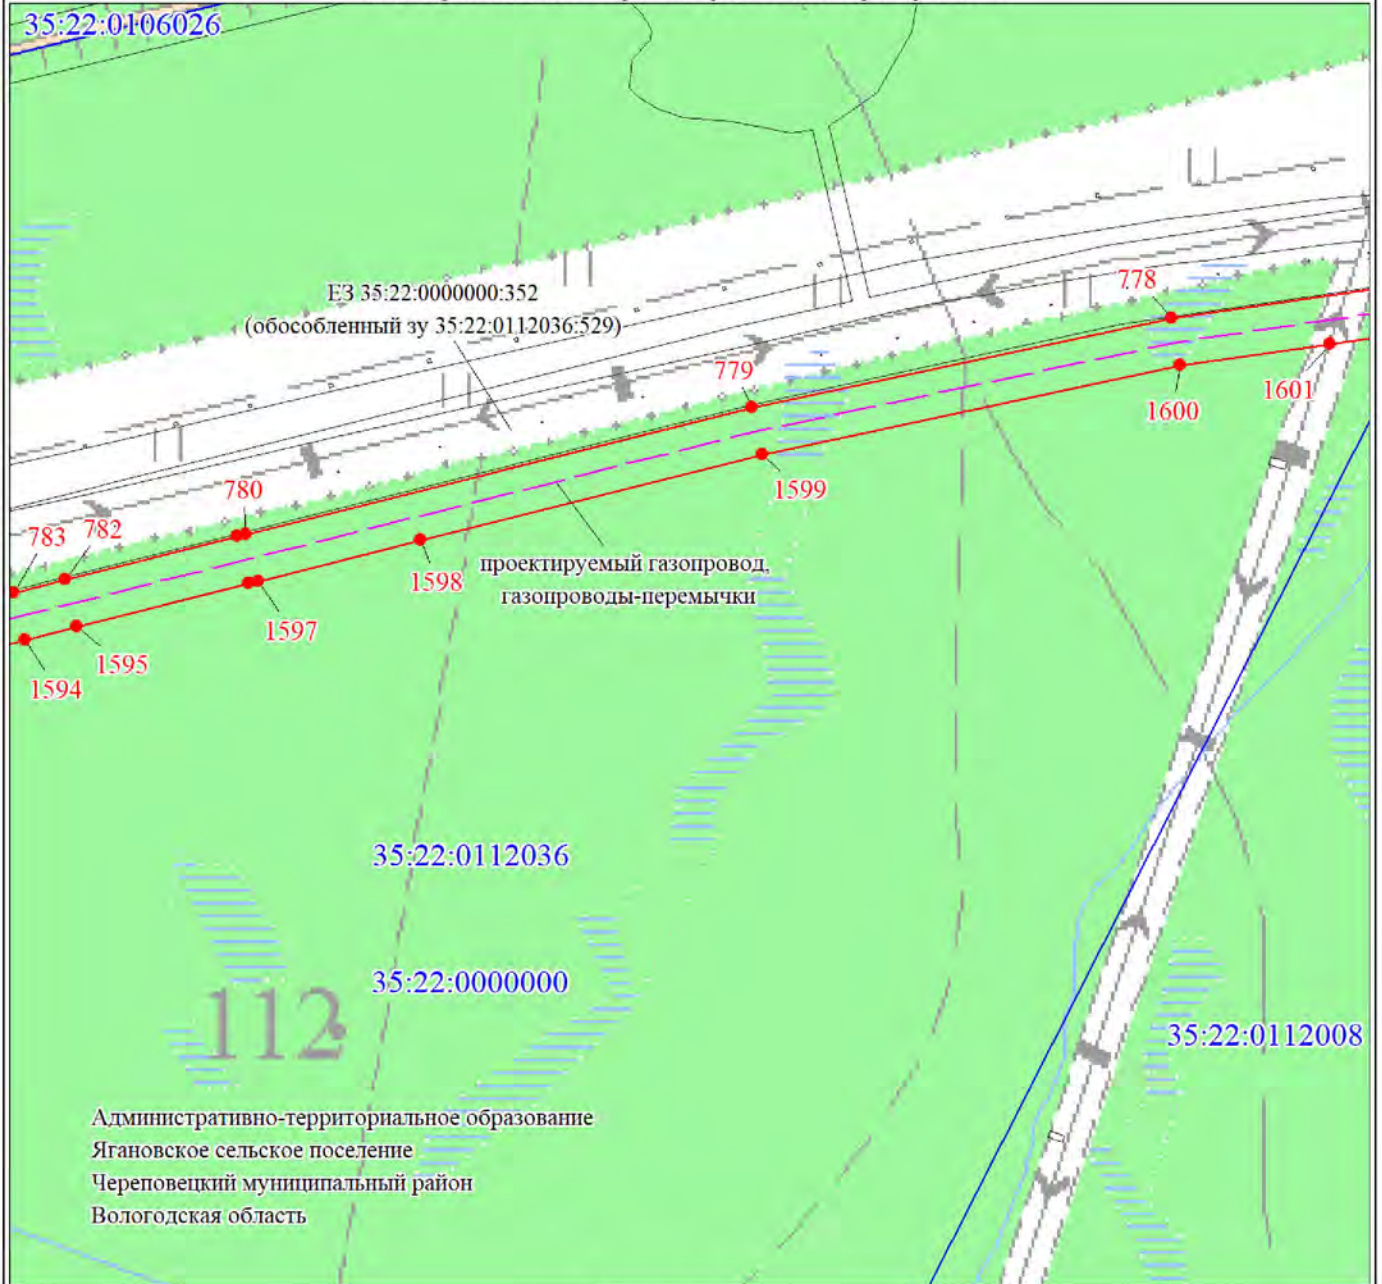 35:22:0106026
778
ЕЗ 35:22:0000000:352
(обособленный зу 35:22:0112036:529)
779
1601
1600
780
1599
783
782
проектируемый газопровод,
газопроводы-перемычки
1598
1597
1595
1594
35:22:0112036
35:22:0000000
112
35:22:0112008
Административно-территориальное образование
Ягановское сельское поселение
Череповецкий муниципальный район
Вологодская область